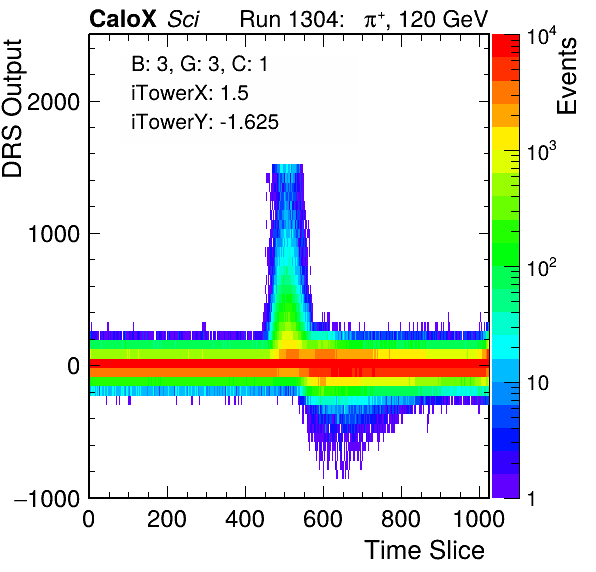 CaloX Sci Run 1304: π⁺, 120 GeV
B: 3, G: 3, C: 1
iTowerX: 1.5
iTowerY: -1.625
DRS Output
2000
1000
0
−1000
0 200 400 600 800 1000
Time Slice
Events
10⁴
10³
10²
10
1